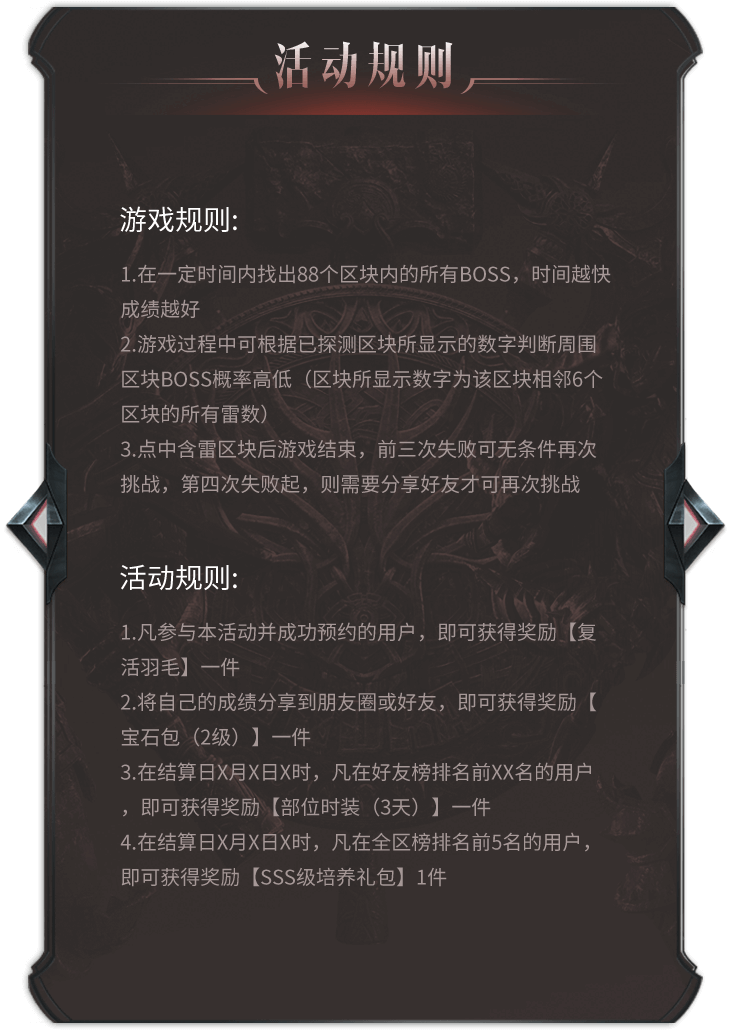 活动规则
游戏规则:
1.在一定时间内找出88个区块内的所有BOSS，时间越快
成绩越好
2.游戏过程中可根据已探测区块所显示的数字判断周围
区块BOSS概率高低（区块所显示数字为该区块相邻6个
区块的所有雷数）
3.点中含雷区块后游戏结束，前三次失败可无条件再次
挑战，第四次失败起，则需要分享好友才可再次挑战
活动规则:
1.凡参与本活动并成功预约的用户，即可获得奖励【复
活羽毛】一件
2.将自己的成绩分享到朋友圈或好友，即可获得奖励【
宝石包（2级）】一件
3.在结算日X月X日X时，凡在好友榜排名前XX名的用户
，即可获得奖励【部位时装（3天）】一件
4.在结算日X月X日X时，凡在全区榜排名前5名的用户，
即可获得奖励【SSS级培养礼包】1件